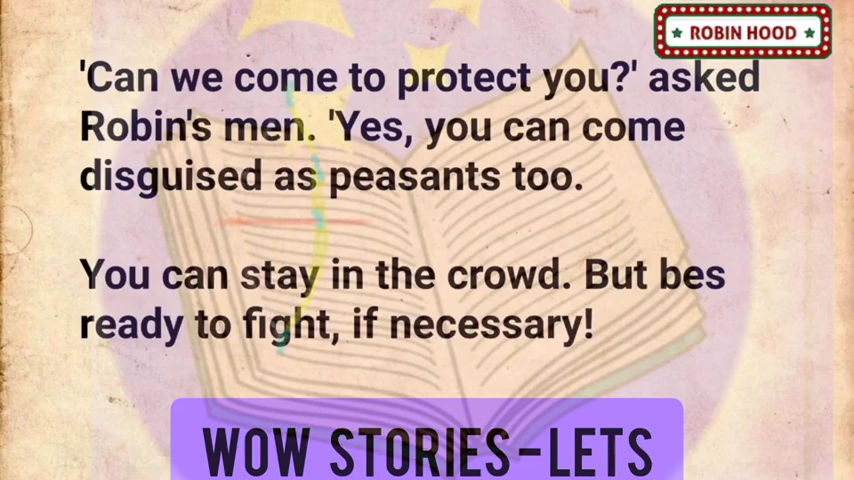 ROBIN HOOD
'Can we come to protect you?' asked
Robin's men. 'Yes, you can come
disguised as peasants too.
You can stay in the crowd. But bes
ready to fight, if necessary!
WOW STORIES-LETS